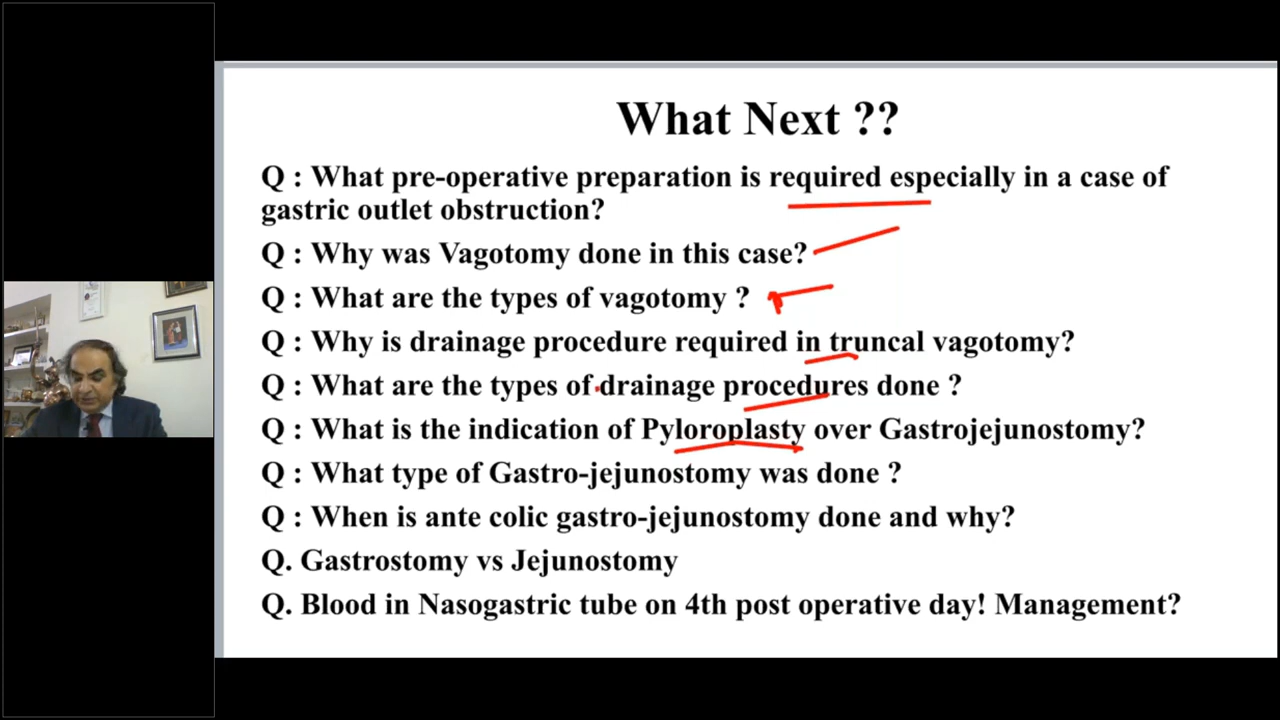 What Next ??
Q : What pre-operative preparation is required especially in a case of
gastric outlet obstruction?
Q : Why was Vagotomy done in this case?
Q : What are the types of vagotomy ?
Q : Why is drainage procedure required in truncal vagotomy?
Q : What are the types of drainage procedures done ?
Q : What is the indication of Pyloroplasty over Gastrojejunostomy?
Q : What type of Gastro-jejunostomy was done ?
Q : When is ante colic gastro-jejunostomy done and why?
Q. Gastrostomy vs Jejunostomy
Q. Blood in Nasogastric tube on 4th post operative day! Management?